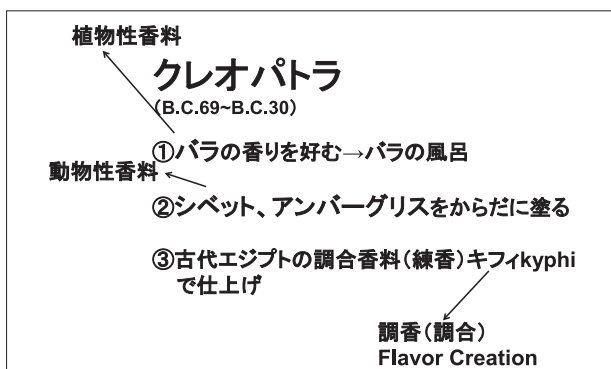 植物性香料
クレオパトラ
(B.C.69~B.C.30)
①バラの香りを好む→バラの風呂
動物性香料
②シベット、アンバーグリスをからだに塗る
③古代エジプトの調合香料(練香)キフィkyphi
で仕上げ
調香(調合)
Flavor Creation